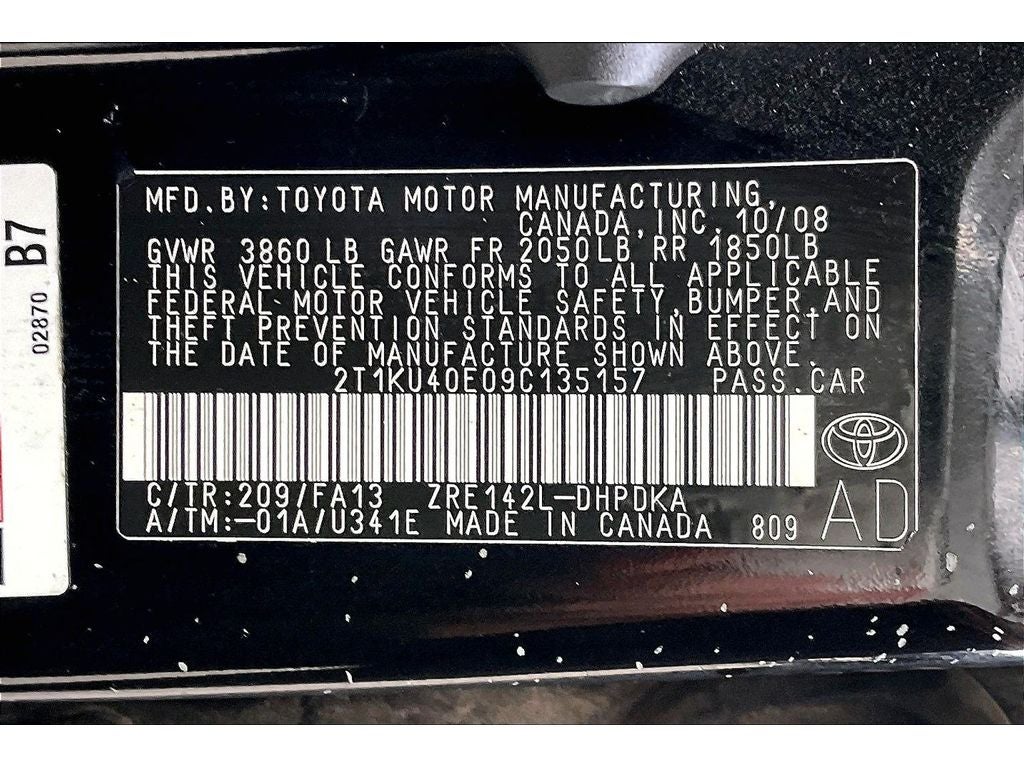 MFD.BY:TOYOTA MOTOR MANUFACTURING,
CANADA, INC. 10/08
GVWR 3860 LB GAWR FR 2050LB RR 1850LB
THIS VEHICLE CONFORMS TO ALL APPLICABLE
FEDERAL MOTOR VEHICLE SAFETY,BUMPER,AND
THEFT PREVENTION STANDARDS IN EFFECT ON
THE DATE OF MANUFACTURE SHOWN ABOVE.
2T1KU40E09C135157 PASS.CAR
C/TR:209/FA13 ZRE142L-DHPDKA
A/TM:-01A/U341E MADE IN CANADA 809
AD
B7
02870